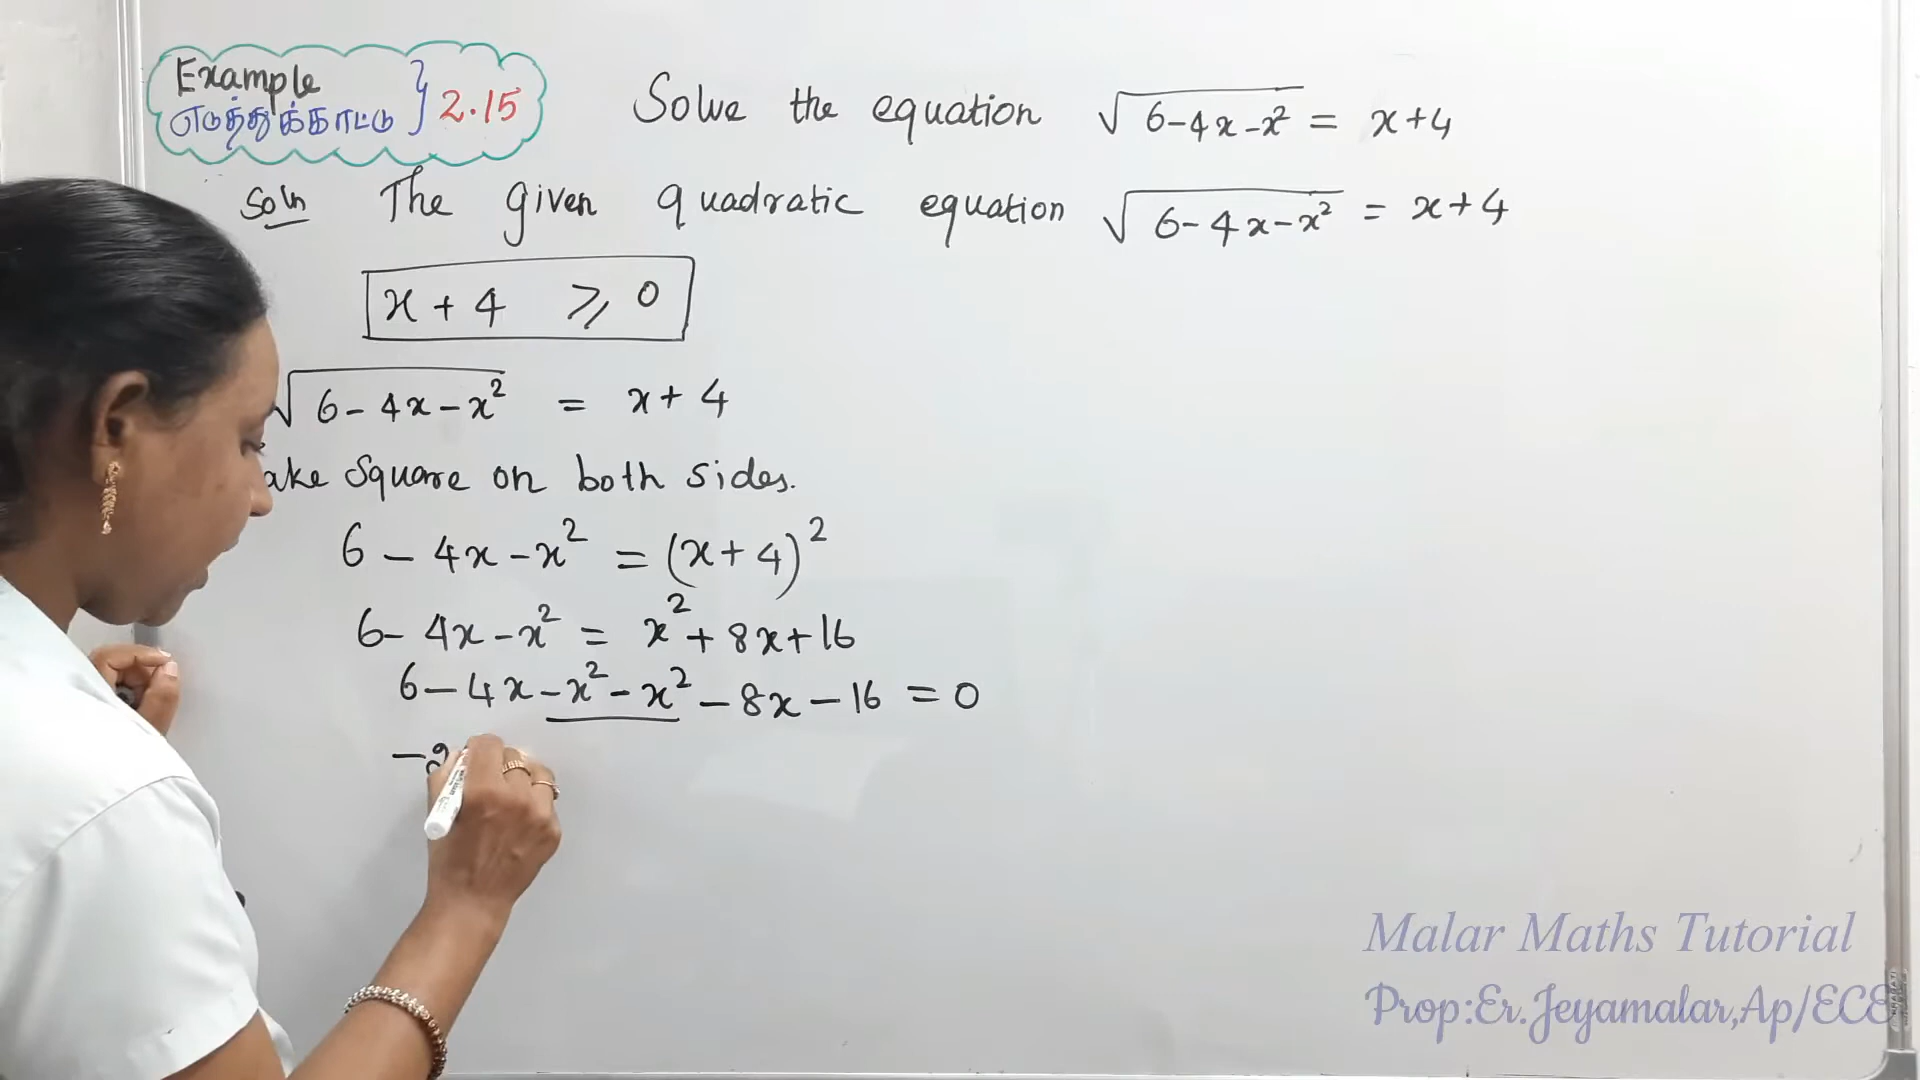 Example
எடுத்துக்காட்டு } 2.15
Solve the equation √(6-4x-x²) = x+4
Soln The given quadratic equation √(6-4x-x²) = x+4
x + 4 ≥ 0
√(6-4x-x²) = x+4
ake Square on both sides.
6 - 4x - x² = (x+4)²
6 - 4x - x² = x² + 8x + 16
6 - 4x - x² - x² - 8x - 16 = 0
-2
Malar Maths Tutorial
Prop:Er.Jeyamalar,Ap/ECE